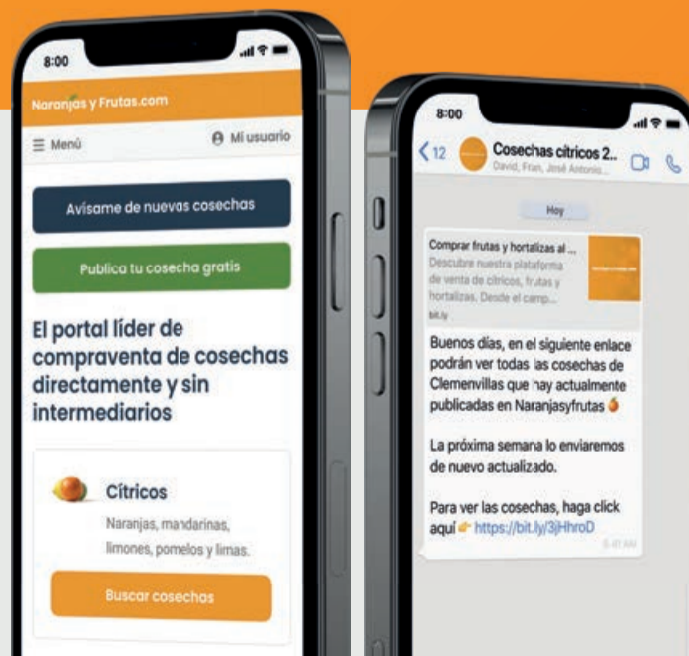 8:00
Naranjas y Frutas.com
Menú
Mi usuario
Avísame de nuevas cosechas
Publica tu cosecha gratis
El portal líder de
compraventa de cosechas
directamente y sin
intermediarios
Cítricos
Naranjas, mandarinas,
limones, pomelos y limas.
Buscar cosechas
8:00
12
Cosechas cítricos 2..
David, Fran, José Antonio...
Hoy
Comprar frutas y hortalizas al ...
Descubre nuestra plataforma
de venta de cítricos, frutas y
hortalizas. Desde el camp...
bit.ly
Buenos días, en el siguiente enlace
podrán ver todas las cosechas de
Clemenvillas que hay actualmente
publicadas en Naranjasyfrutas
La próxima semana lo enviaremos
de nuevo actualizado.
Para ver las cosechas, haga click
aquí https://bit.ly/3jHhroD